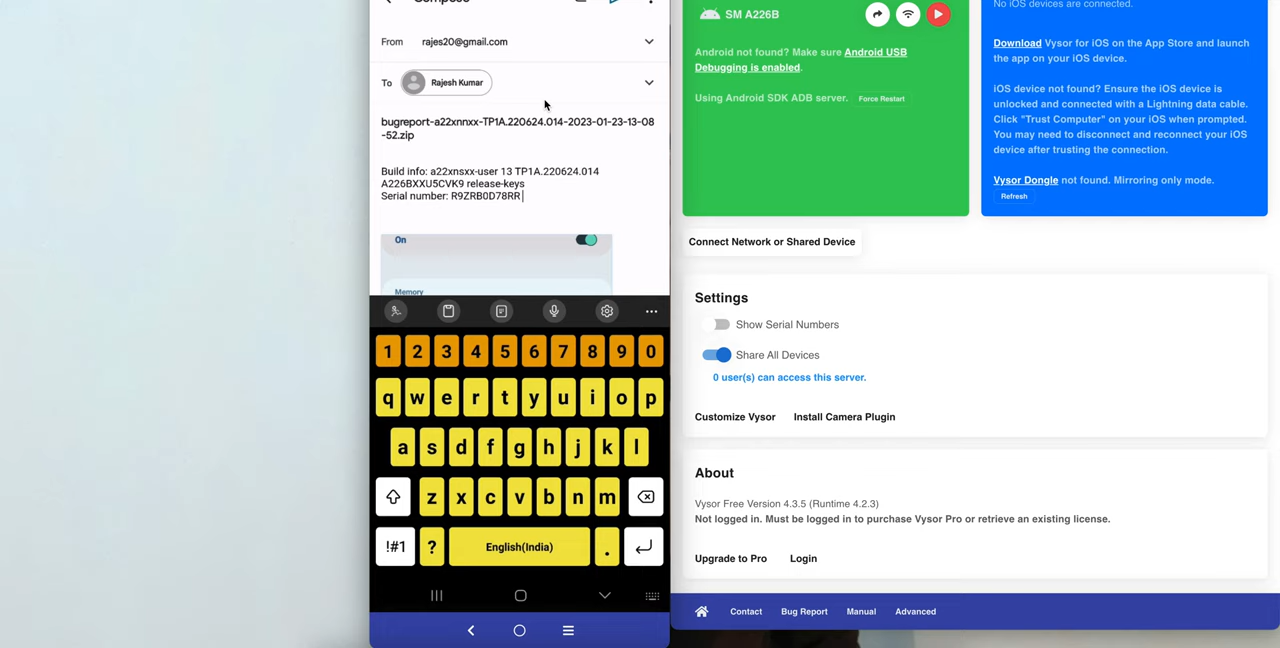 Compose
From rajes20@gmail.com
To Rajesh Kumar
bugreport-a22xnnxx-TP1A.220624.014-2023-01-23-13-08
-52.zip
Build info: a22xnsxx-user 13 TP1A.220624.014
A226BXXU5CVK9 release-keys
Serial number: R9ZRB0D78RR
On
Memory
1 2 3 4 5 6 7 8 9 0
q w e r t y u i o p
a s d f g h j k l
z x c v b n m
!#1 ? English(India) .
SM A226B
Android not found? Make sure Android USB
Debugging is enabled.
Using Android SDK ADB server. Force Restart
No iOS devices are connected.
Download Vysor for iOS on the App Store and launch
the app on your iOS device.
iOS device not found? Ensure the iOS device is
unlocked and connected with a Lightning data cable.
Click "Trust Computer" on your iOS when prompted.
You may need to disconnect and reconnect your iOS
device after trusting the connection.
Vysor Dongle not found. Mirroring only mode.
Refresh
Connect Network or Shared Device
Settings
Show Serial Numbers
Share All Devices
0 user(s) can access this server.
Customize Vysor Install Camera Plugin
About
Vysor Free Version 4.3.5 (Runtime 4.2.3)
Not logged in. Must be logged in to purchase Vysor Pro or retrieve an existing license.
Upgrade to Pro Login
Contact Bug Report Manual Advanced